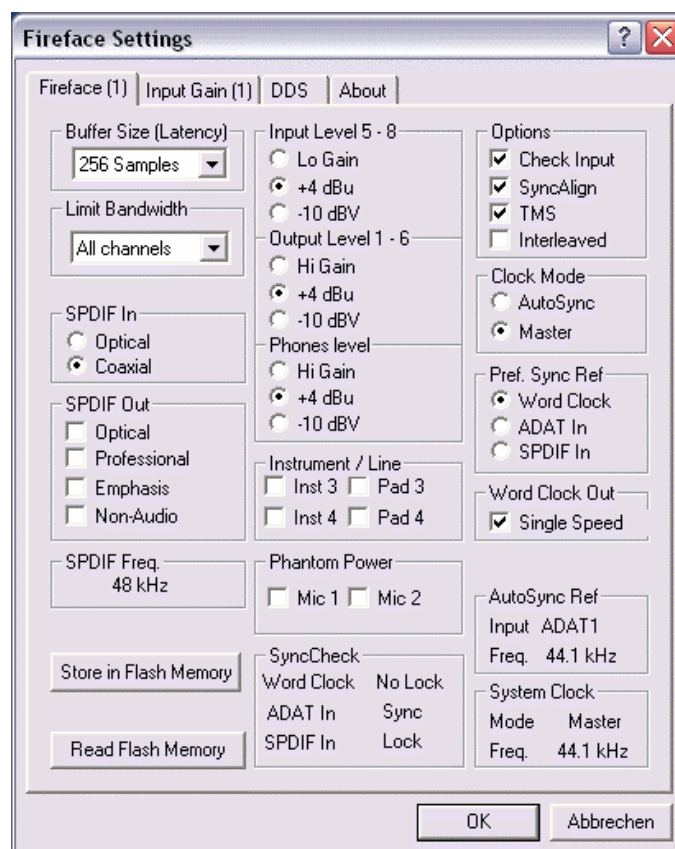 Fireface Settings
Fireface (1) Input Gain (1) DDS About
Buffer Size (Latency)
256 Samples
Limit Bandwidth
All channels
SPDIF In
Optical
Coaxial
SPDIF Out
Optical
Professional
Emphasis
Non-Audio
SPDIF Freq.
48 kHz
Store in Flash Memory
Read Flash Memory
Input Level 5 - 8
Lo Gain
+4 dBu
-10 dBV
Output Level 1 - 6
Hi Gain
+4 dBu
-10 dBV
Phones level
Hi Gain
+4 dBu
-10 dBV
Instrument / Line
Inst 3 Pad 3
Inst 4 Pad 4
Phantom Power
Mic 1 Mic 2
SyncCheck
Word Clock No Lock
ADAT In Sync
SPDIF In Lock
Options
Check Input
SyncAlign
TMS
Interleaved
Clock Mode
AutoSync
Master
Pref. Sync Ref
Word Clock
ADAT In
SPDIF In
Word Clock Out
Single Speed
AutoSync Ref
Input ADAT1
Freq. 44.1 kHz
System Clock
Mode Master
Freq. 44.1 kHz
OK Abbrechen